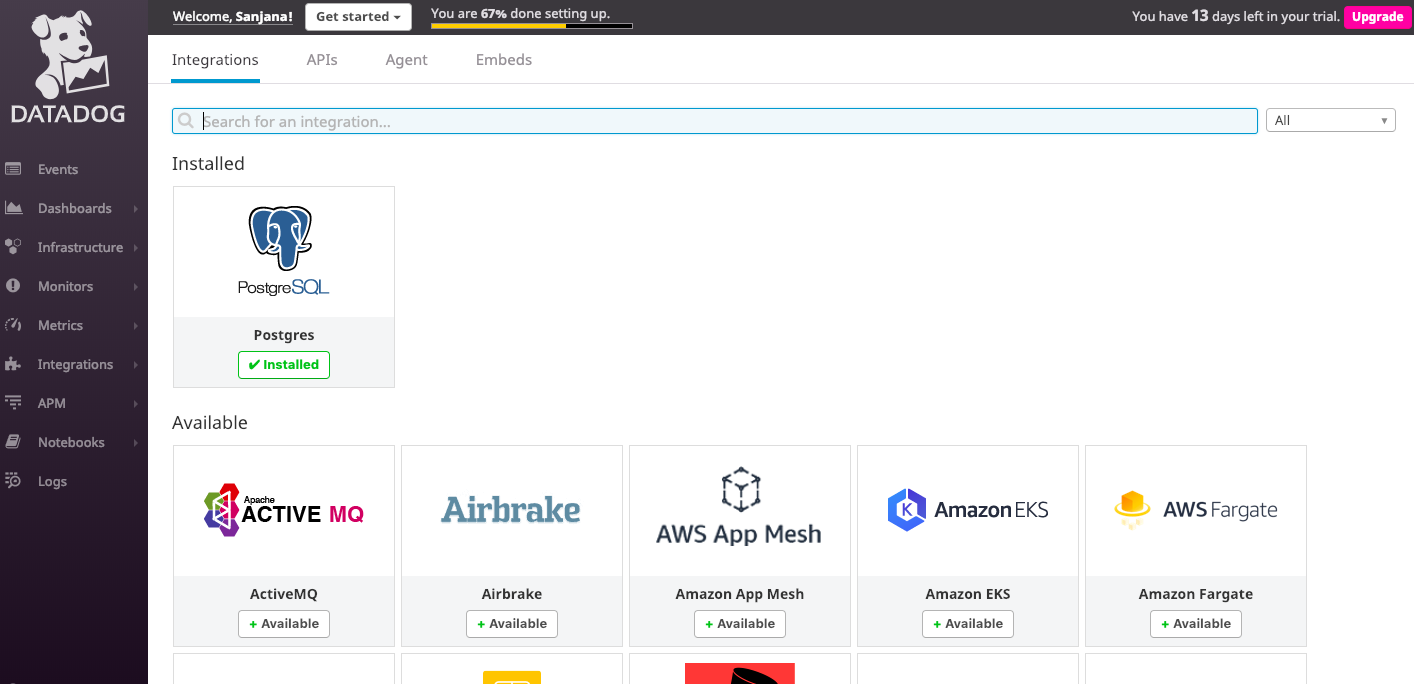 Welcome, Sanjana!
Get started
You are 67% done setting up.
You have 13 days left in your trial.
Upgrade
DATADOG
Events
Dashboards
Infrastructure
Monitors
Metrics
Integrations
APM
Notebooks
Logs
Integrations
APIs
Agent
Embeds
Search for an integration...
All
Installed
PostgreSQL
Postgres
✔ Installed
Available
Apache
ACTIVE MQ
ActiveMQ
+ Available
Airbrake
Airbrake
+ Available
AWS App Mesh
Amazon App Mesh
+ Available
K
Amazon EKS
Amazon EKS
+ Available
AWS Fargate
Amazon Fargate
+ Available